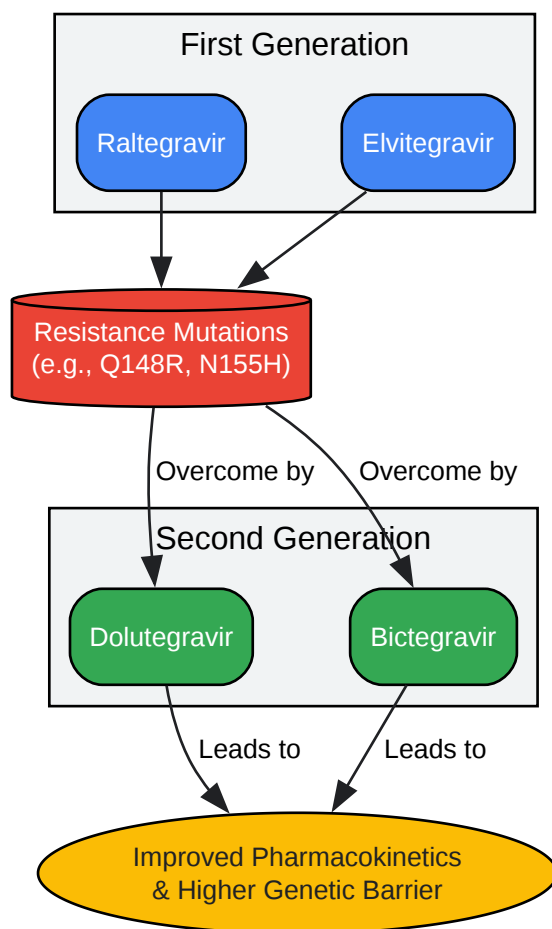 First Generation
Raltegravir
Elvitegravir
Resistance Mutations
(e.g., Q148R, N155H)
Overcome by
Overcome by
Second Generation
Dolutegravir
Bictegravir
Leads to
Leads to
Improved Pharmacokinetics
& Higher Genetic Barrier